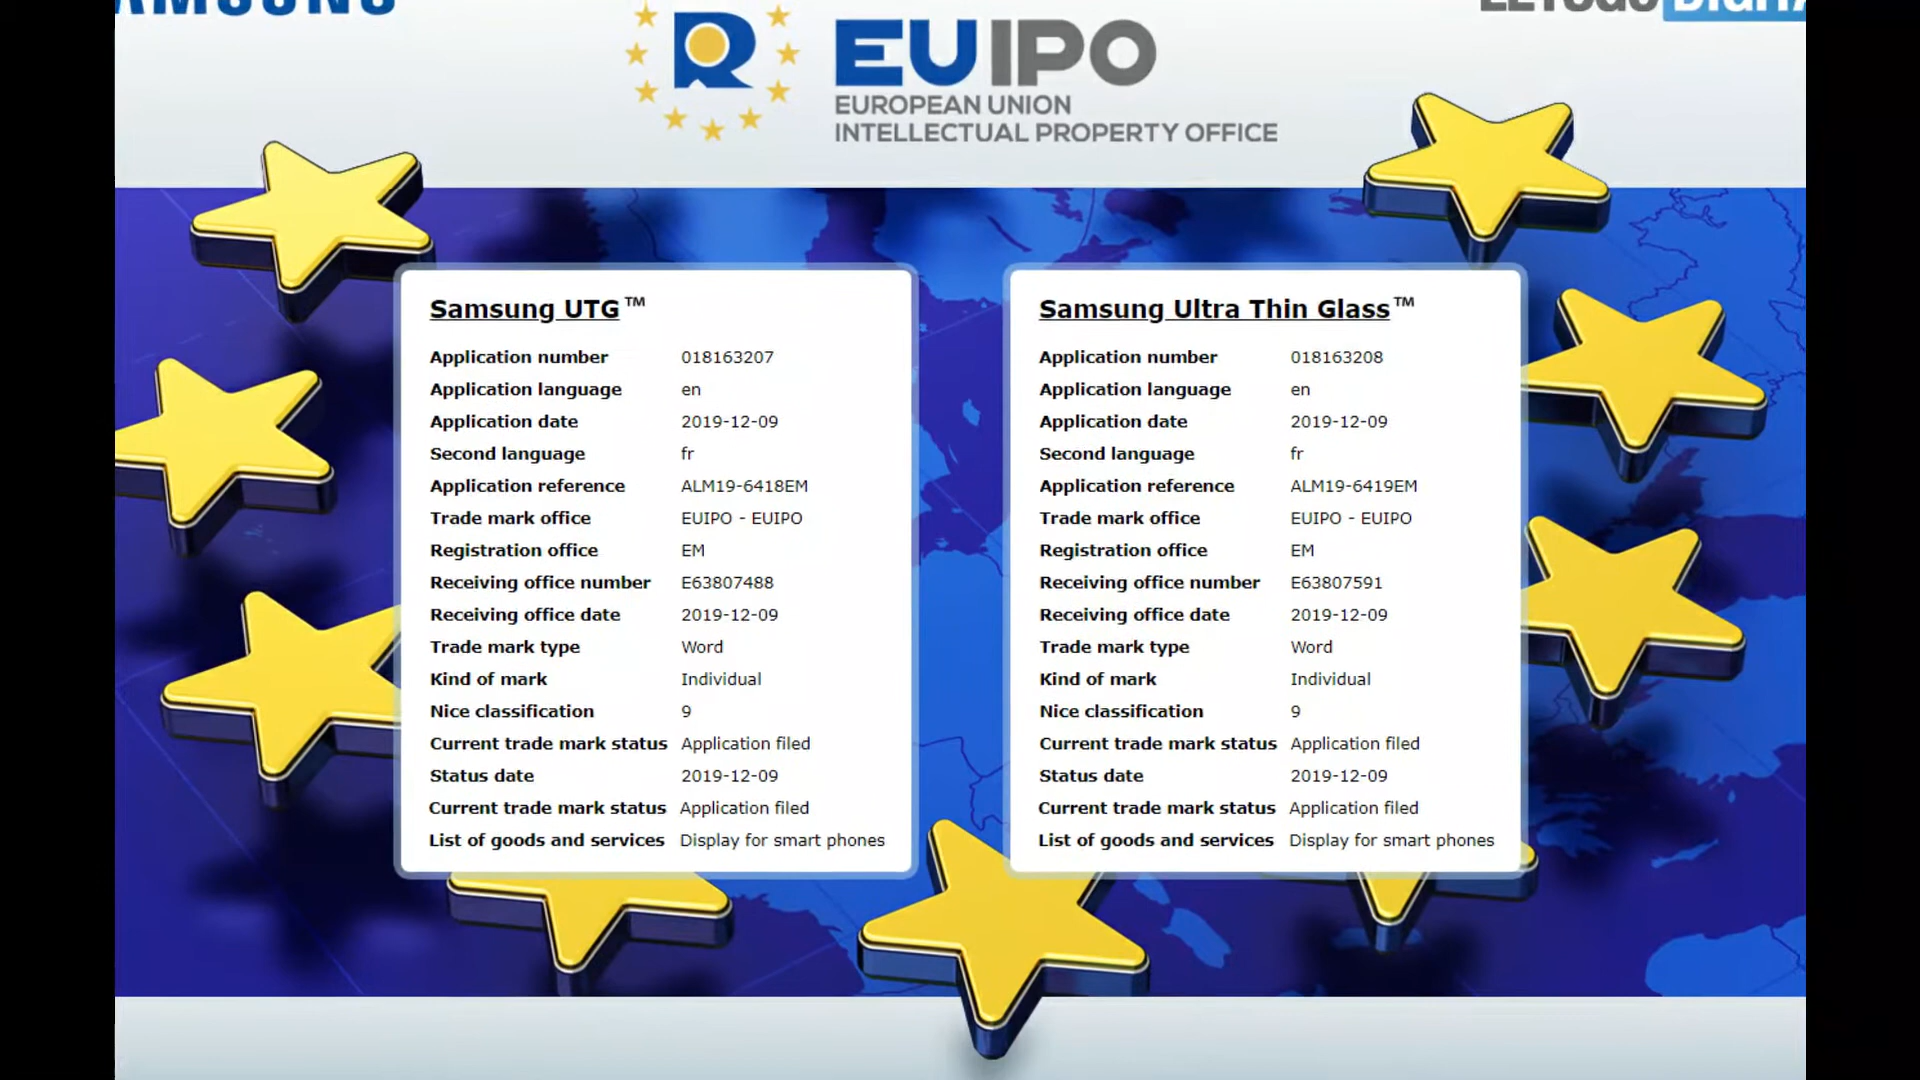 SAMSUNG
LETSGO DIGITAL
R EUIPO
EUROPEAN UNION
INTELLECTUAL PROPERTY OFFICE
Samsung UTG™
Application number 018163207
Application language en
Application date 2019-12-09
Second language fr
Application reference ALM19-6418EM
Trade mark office EUIPO - EUIPO
Registration office EM
Receiving office number E63807488
Receiving office date 2019-12-09
Trade mark type Word
Kind of mark Individual
Nice classification 9
Current trade mark status Application filed
Status date 2019-12-09
Current trade mark status Application filed
List of goods and services Display for smart phones
Samsung Ultra Thin Glass™
Application number 018163208
Application language en
Application date 2019-12-09
Second language fr
Application reference ALM19-6419EM
Trade mark office EUIPO - EUIPO
Registration office EM
Receiving office number E63807591
Receiving office date 2019-12-09
Trade mark type Word
Kind of mark Individual
Nice classification 9
Current trade mark status Application filed
Status date 2019-12-09
Current trade mark status Application filed
List of goods and services Display for smart phones